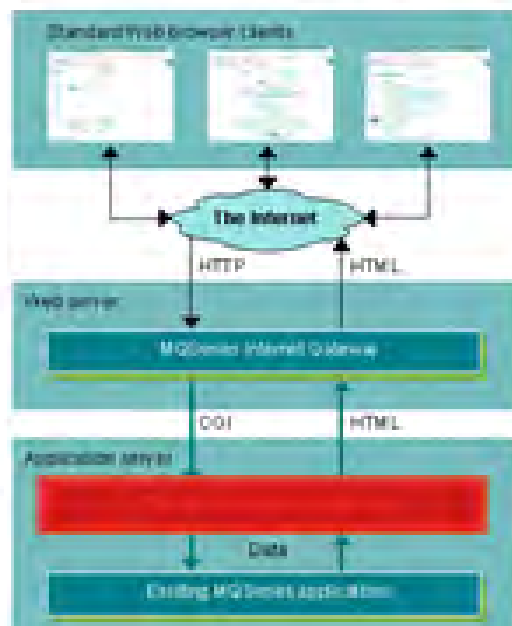 Standard Web browser clients
The Internet
HTTP HTML
Web server
MQSeries Internet Gateway
CGI HTML
Application server
Data
Existing MQSeries applications